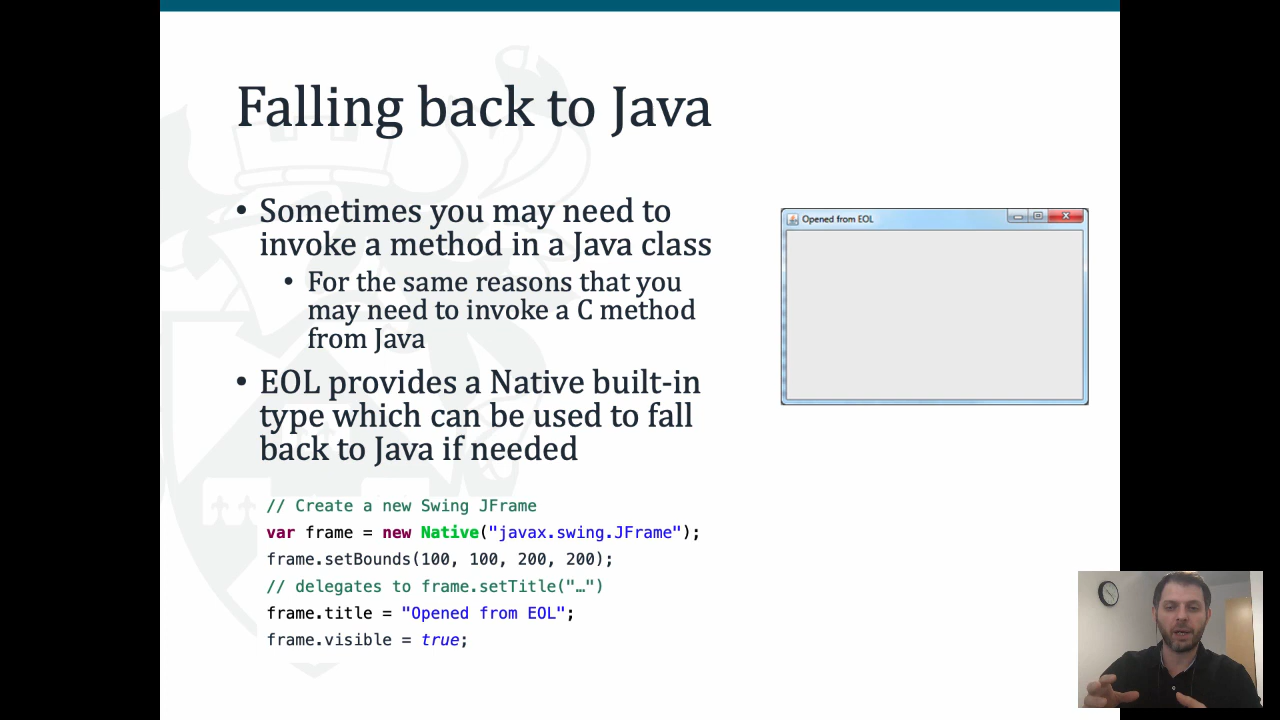 Falling back to Java
• Sometimes you may need to
invoke a method in a Java class
• For the same reasons that you
may need to invoke a C method
from Java
• EOL provides a Native built-in
type which can be used to fall
back to Java if needed
// Create a new Swing JFrame
var frame = new Native("javax.swing.JFrame");
frame.setBounds(100, 100, 200, 200);
// delegates to frame.setTitle("…")
frame.title = "Opened from EOL";
frame.visible = true;
Opened from EOL